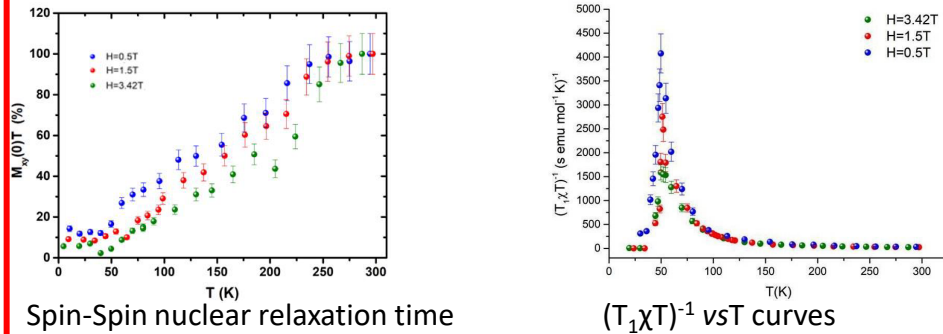 120
100
80
60
40
20
0
M_xy(0)T (%)
H=0.5T
H=1.5T
H=3.42T
0 50 100 150 200 250 300
T (K)
Spin-Spin nuclear relaxation time
5000
4500
4000
3500
3000
2500
2000
1500
1000
500
0
(T₁χT)⁻¹ (s emu mol⁻¹ K)⁻¹
H=3.42T
H=1.5T
H=0.5T
0 50 100 150 200 250 300
T(K)
(T₁χT)⁻¹ vsT curves